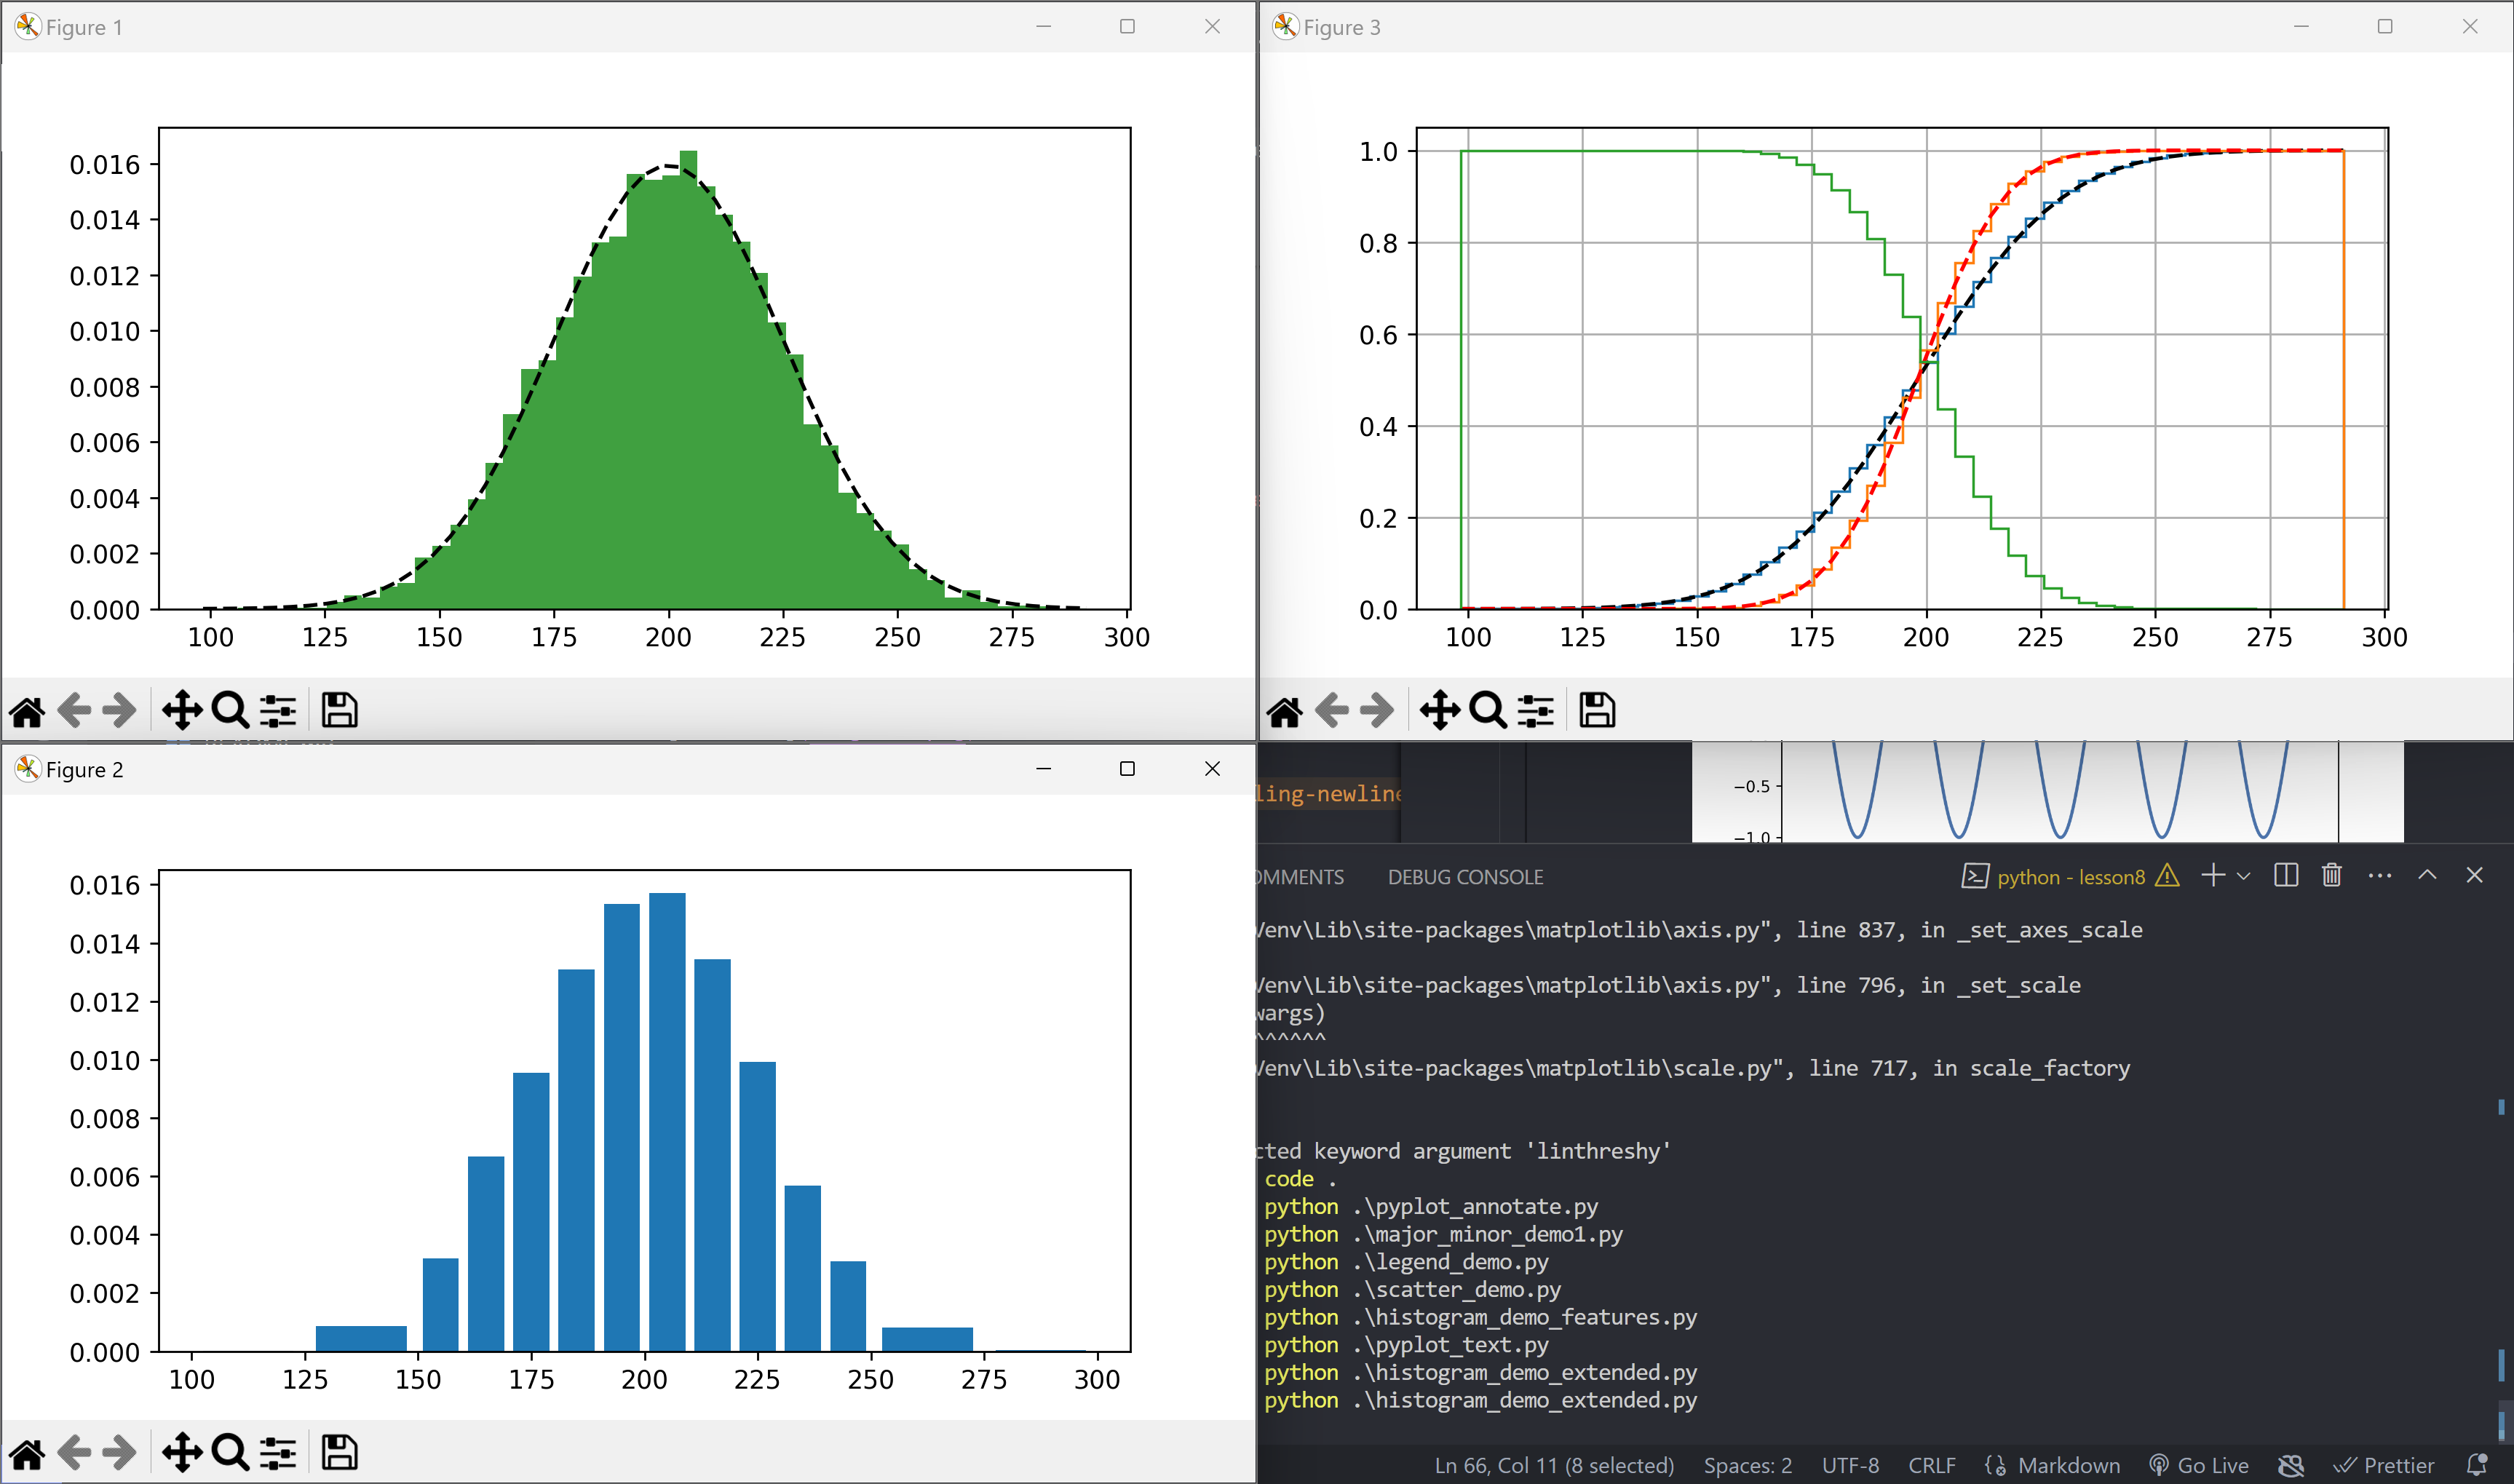 Figure 1
0.016
0.014
0.012
0.010
0.008
0.006
0.004
0.002
0.000
100 125 150 175 200 225 250 275 300
Figure 3
1.0
0.8
0.6
0.4
0.2
0.0
100 125 150 175 200 225 250 275 300
Figure 2
0.016
0.014
0.012
0.010
0.008
0.006
0.004
0.002
0.000
100 125 150 175 200 225 250 275 300
ling-newline
−0.5
−1.0
OMMENTS DEBUG CONSOLE python - lesson8
Venv\Lib\site-packages\matplotlib\axis.py", line 837, in _set_axes_scale
Venv\Lib\site-packages\matplotlib\axis.py", line 796, in _set_scale
wargs)
^^^^^^
Venv\Lib\site-packages\matplotlib\scale.py", line 717, in scale_factory
cted keyword argument 'linthreshy'
code .
python .\pyplot_annotate.py
python .\major_minor_demo1.py
python .\legend_demo.py
python .\scatter_demo.py
python .\histogram_demo_features.py
python .\pyplot_text.py
python .\histogram_demo_extended.py
python .\histogram_demo_extended.py
Ln 66, Col 11 (8 selected) Spaces: 2 UTF-8 CRLF Markdown Go Live Prettier